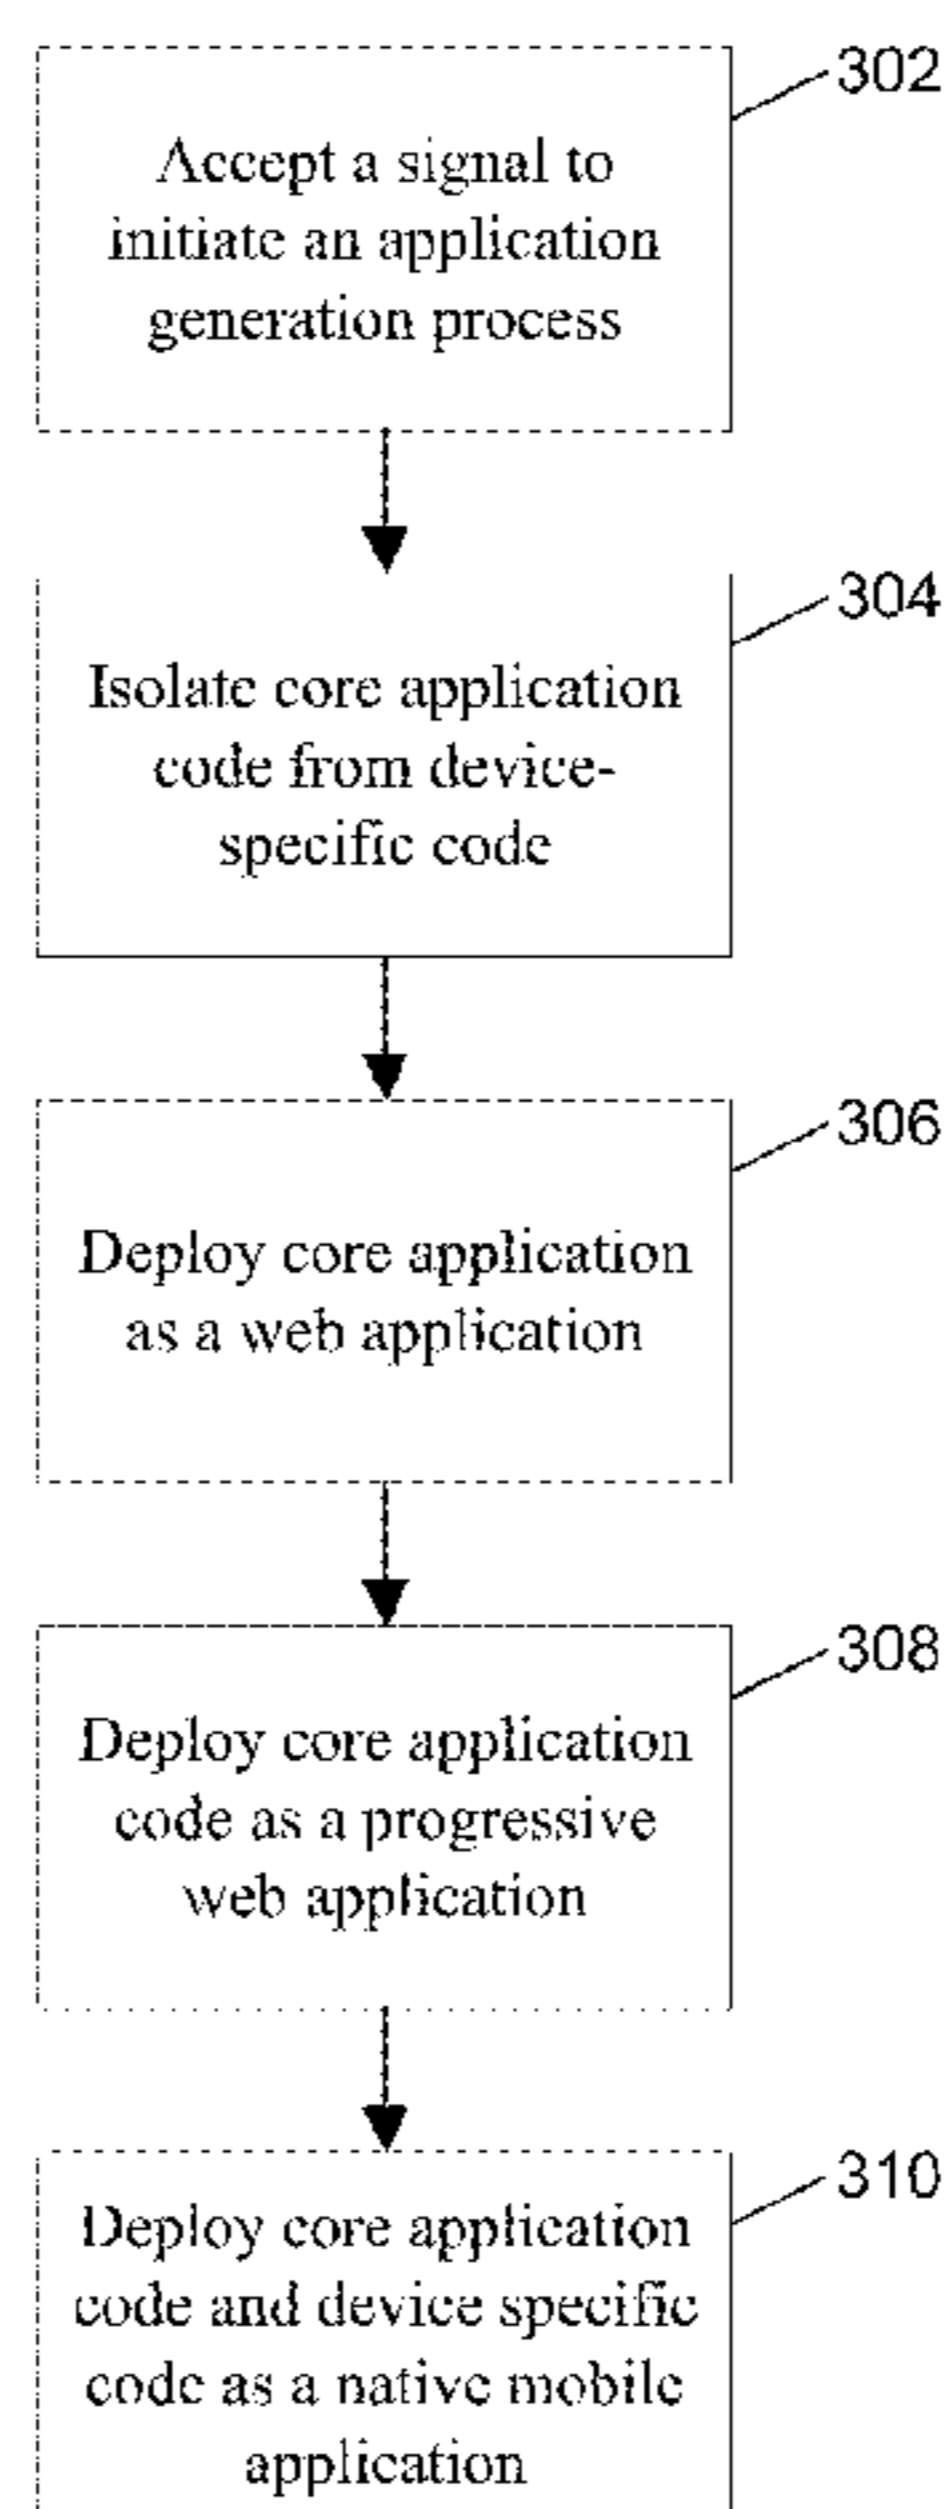 302
Accept a signal to
initiate an application
generation process
304
Isolate core application
code from device-
specific code
306
Deploy core application
as a web application
308
Deploy core application
code as a progressive
web application
310
Deploy core application
code and device specific
code as a native mobile
application